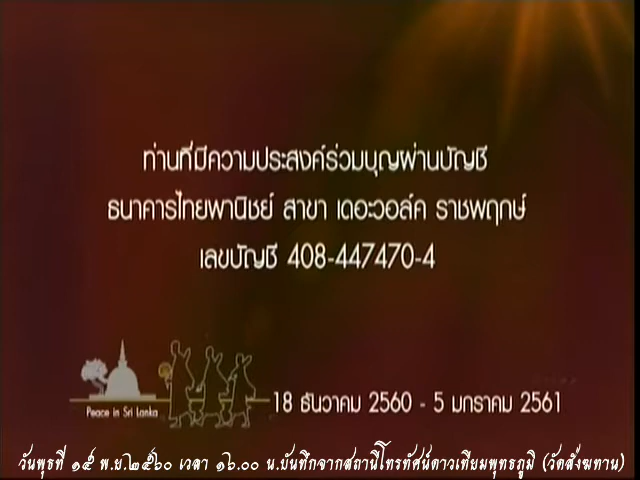 ท่านที่มีความประสงค์ร่วมบุญผ่านบัญชี
ธนาคารไทยพานิชย์ สาขา เดอะวอล์ค ราชพฤกษ์
เลขบัญชี 408-447470-4
Peace in Sri Lanka
18 ธันวาคม 2560 - 5 มกราคม 2561
วันพุธที่ ๑๕ พ.ย.๒๕๖๐ เวลา ๑๖.๐๐ น.บันทึกจากสถานีโทรทัศน์ดาวเทียมพุทธภูมิ (วัดสังฆทาน)